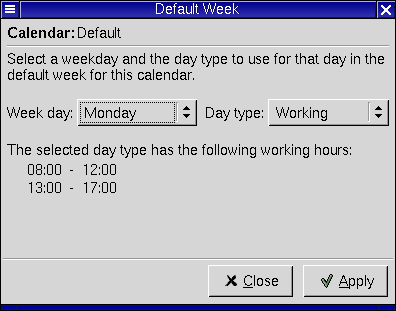 Default Week
Calendar: Default
Select a weekday and the day type to use for that day in the
default week for this calendar.
Week day: Monday Day type: Working
The selected day type has the following working hours:
08:00 - 12:00
13:00 - 17:00
Close Apply